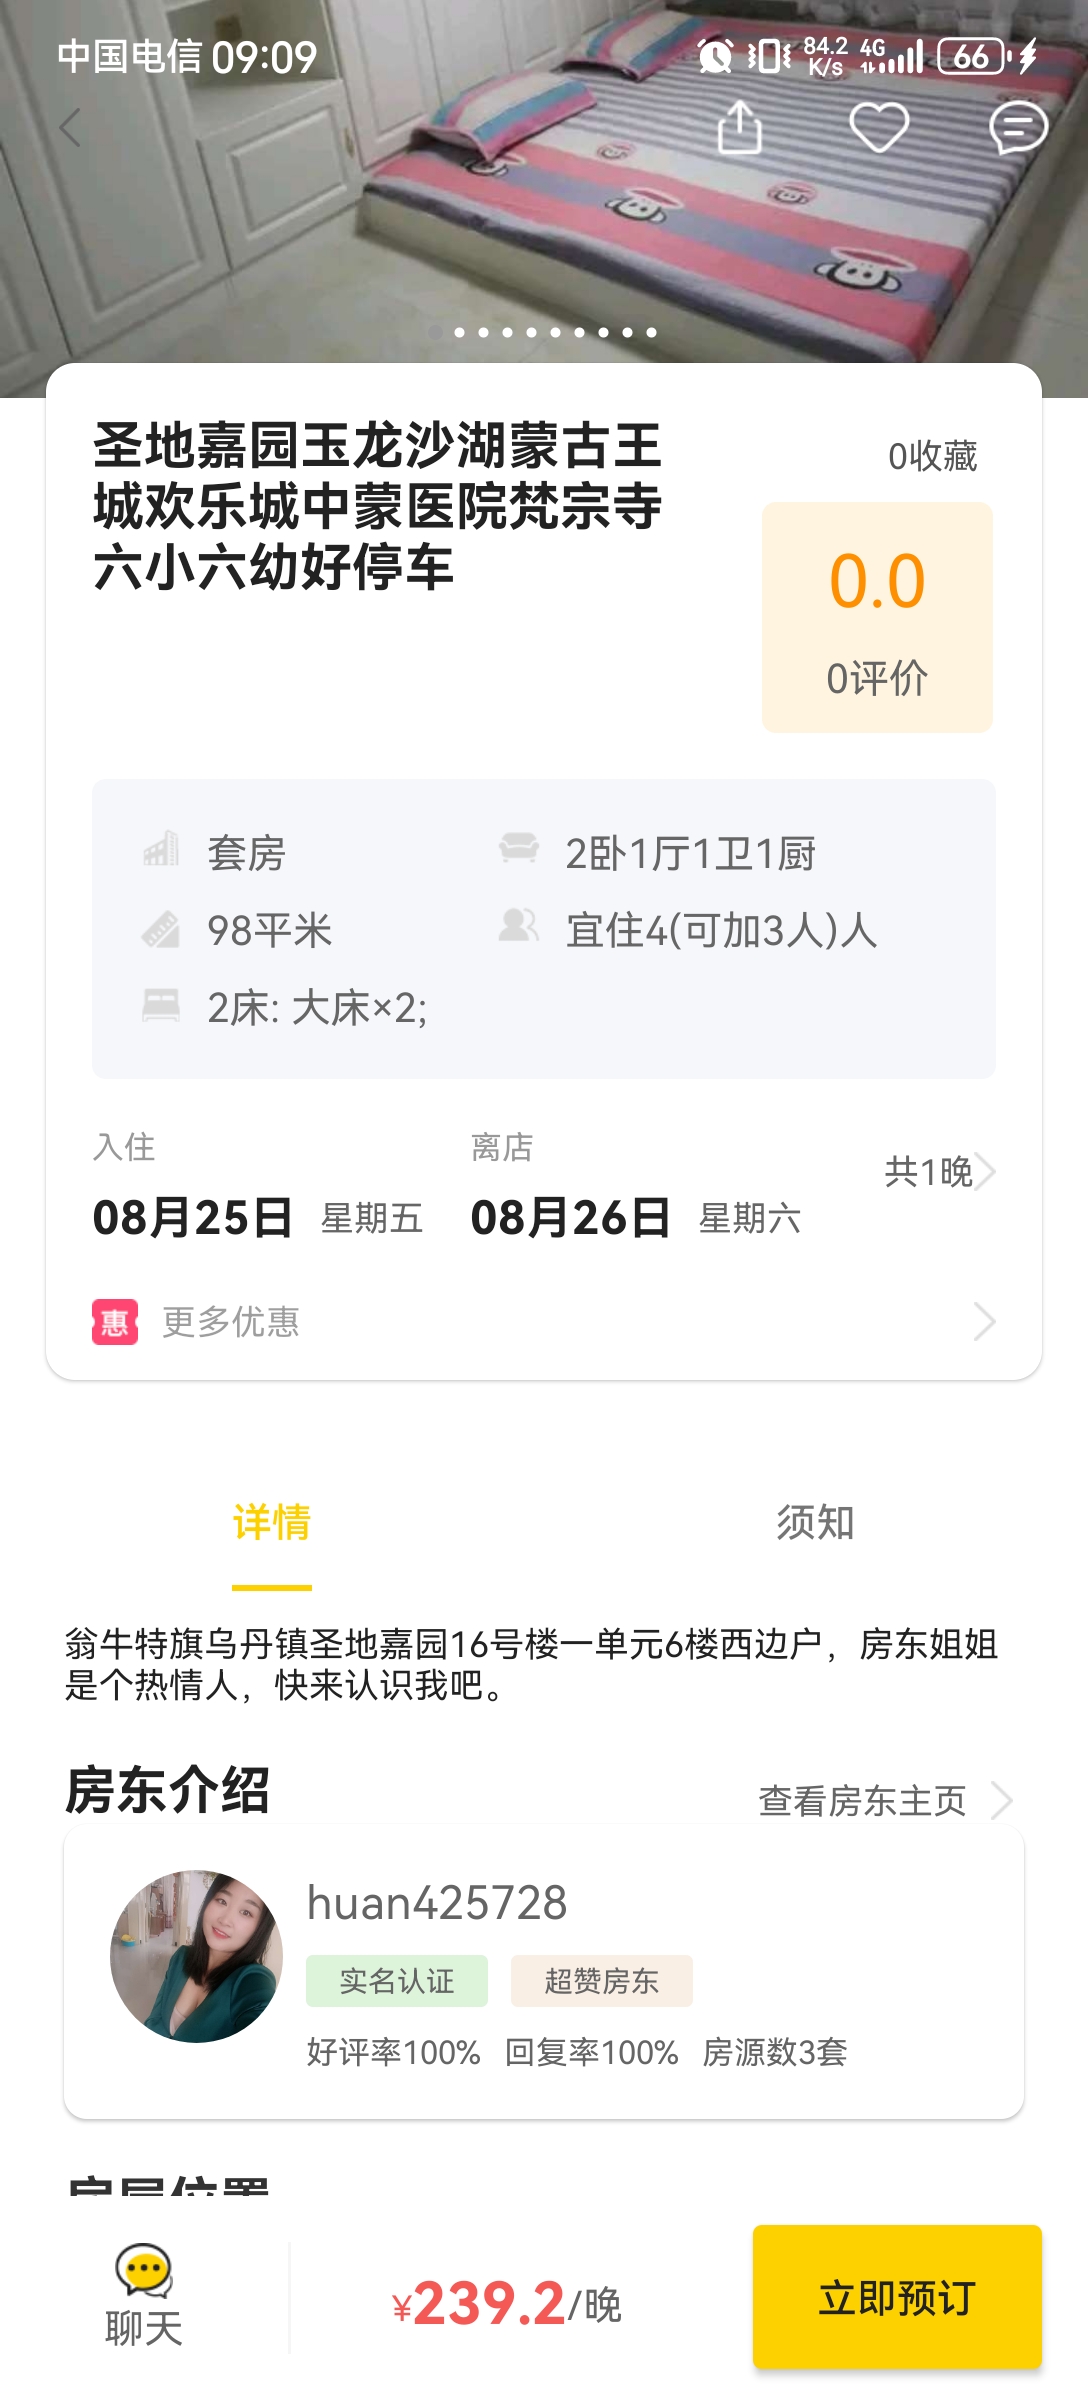 中国电信 09:09
84.2 K/s 4G 66
圣地嘉园玉龙沙湖蒙古王
城欢乐城中蒙医院梵宗寺
六小六幼好停车
0收藏
0.0
0评价
套房 2卧1厅1卫1厨
98平米 宜住4(可加3人)人
2床: 大床×2;
入住 离店
共1晚
08月25日 星期五 08月26日 星期六
惠 更多优惠
详情 须知
翁牛特旗乌丹镇圣地嘉园16号楼一单元6楼西边户，房东姐姐
是个热情人，快来认识我吧。
房东介绍 查看房东主页
huan425728
实名认证 超赞房东
好评率100% 回复率100% 房源数3套
聊天 ¥239.2/晚 立即预订